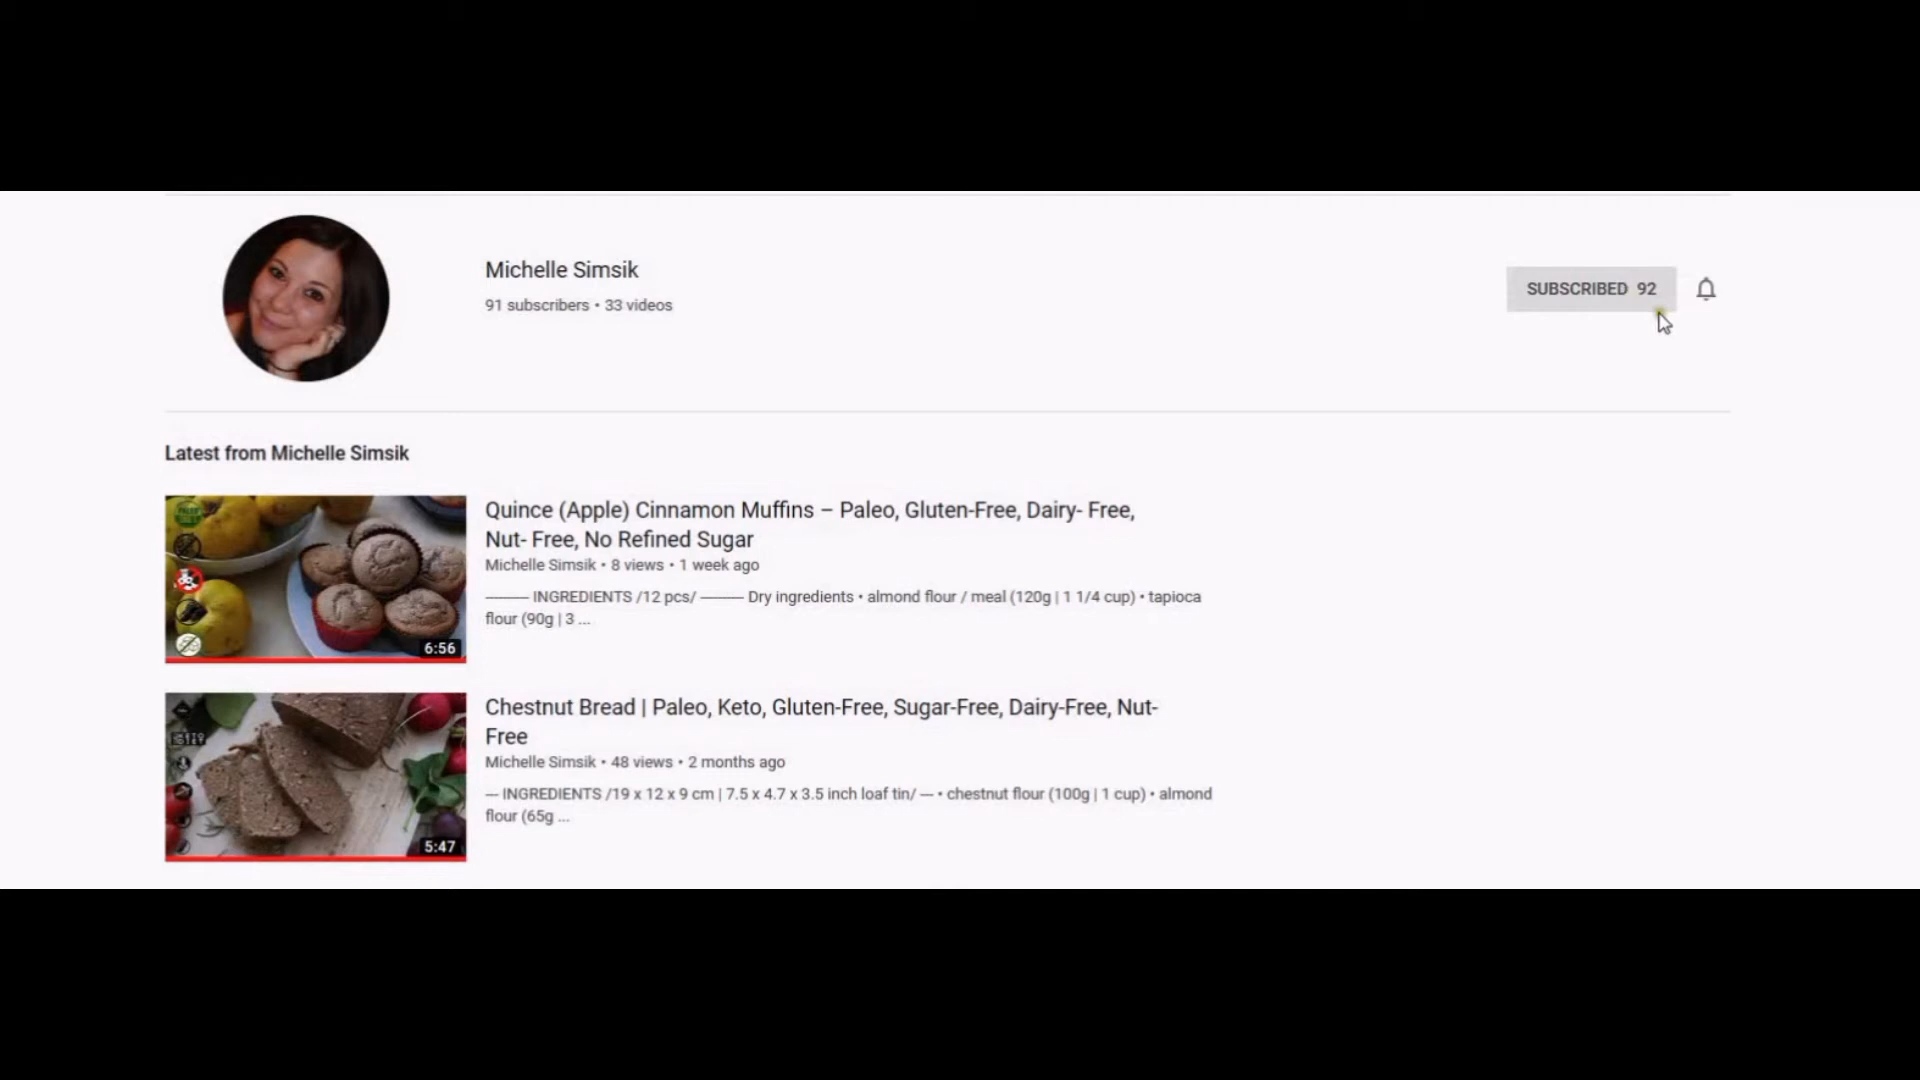 Michelle Simsik
91 subscribers • 33 videos
SUBSCRIBED 92
Latest from Michelle Simsik
Quince (Apple) Cinnamon Muffins – Paleo, Gluten-Free, Dairy- Free,
Nut- Free, No Refined Sugar
Michelle Simsik • 8 views • 1 week ago
---------- INGREDIENTS /12 pcs/ ---------- Dry ingredients • almond flour / meal (120g | 1 1/4 cup) • tapioca
flour (90g | 3 ...
6:56
Chestnut Bread | Paleo, Keto, Gluten-Free, Sugar-Free, Dairy-Free, Nut-
Free
Michelle Simsik • 48 views • 2 months ago
--- INGREDIENTS /19 x 12 x 9 cm | 7.5 x 4.7 x 3.5 inch loaf tin/ --- • chestnut flour (100g | 1 cup) • almond
flour (65g ...
5:47